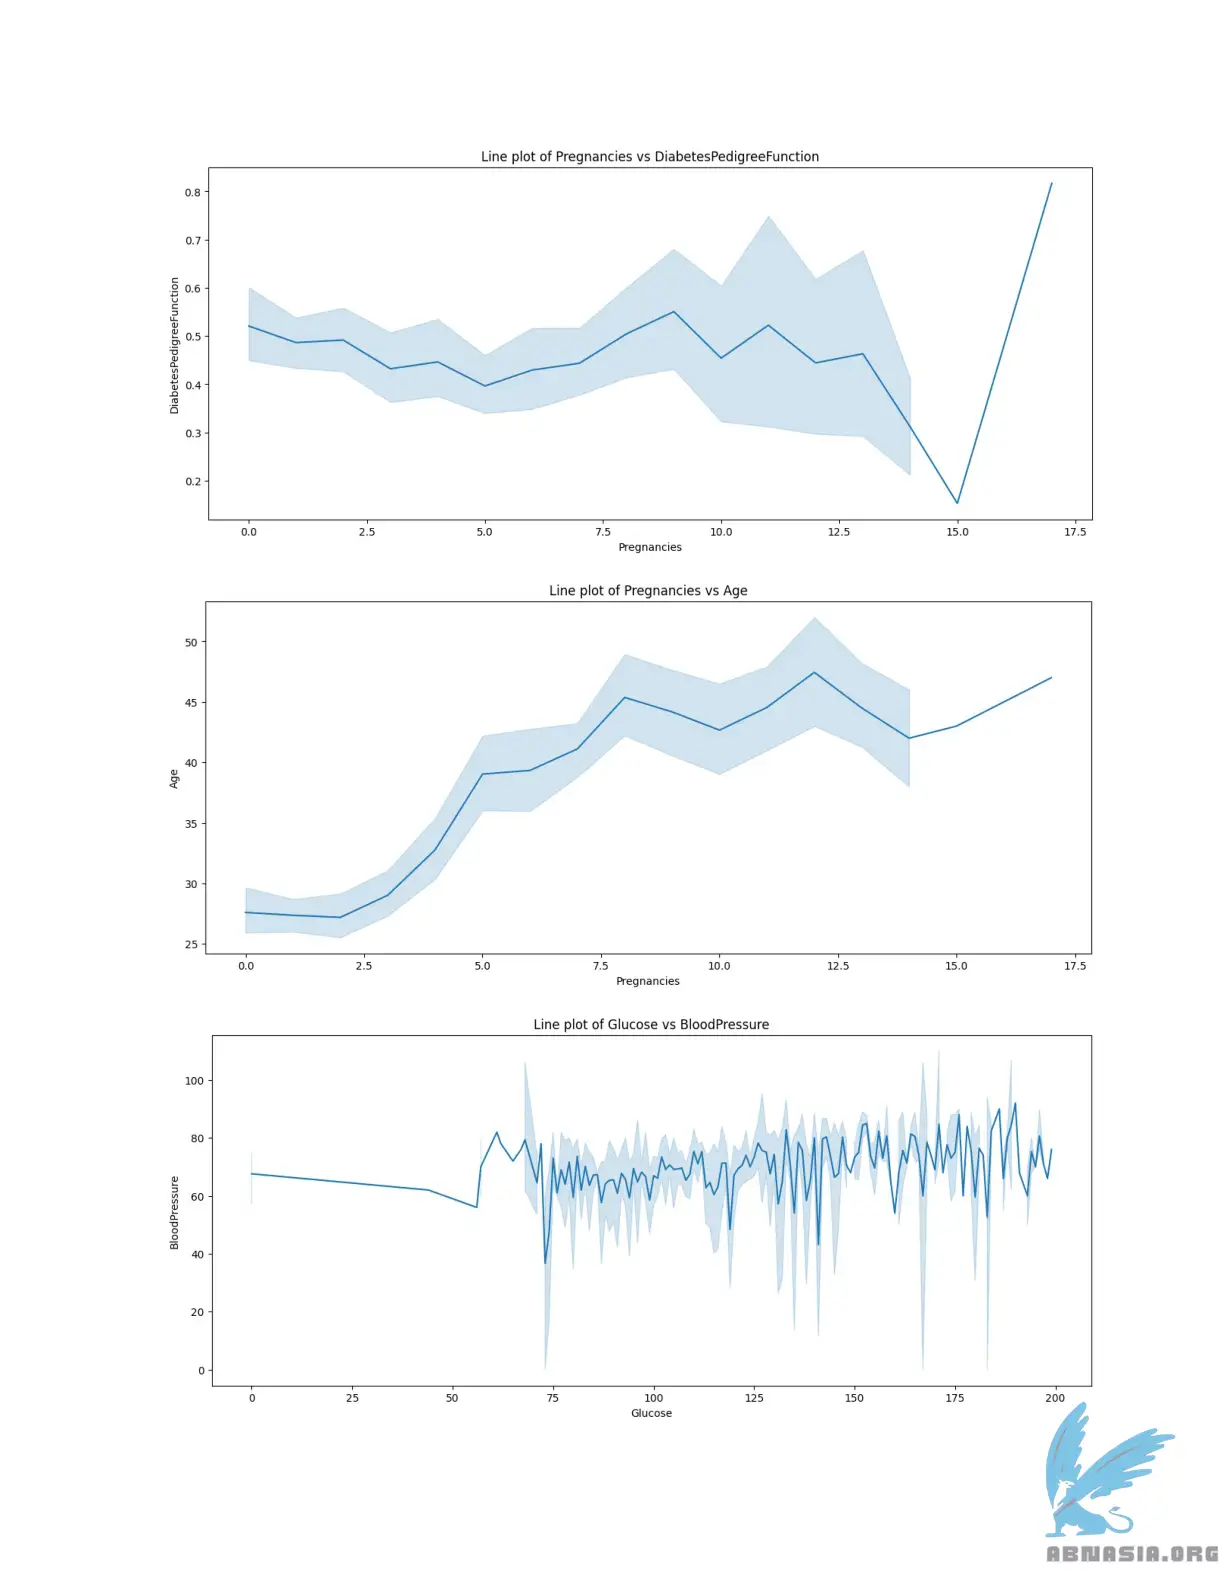 Line plot of Pregnancies vs DiabetesPedigreeFunction
DiabetesPedigreeFunction
0.8
0.7
0.6
0.5
0.4
0.3
0.2
0.0 2.5 5.0 7.5 10.0 12.5 15.0 17.5
Pregnancies
Line plot of Pregnancies vs Age
Age
50
45
40
35
30
25
0.0 2.5 5.0 7.5 10.0 12.5 15.0 17.5
Pregnancies
Line plot of Glucose vs BloodPressure
BloodPressure
100
80
60
40
20
0
0 25 50 75 100 125 150 175 200
Glucose
ABNASIA.ORG